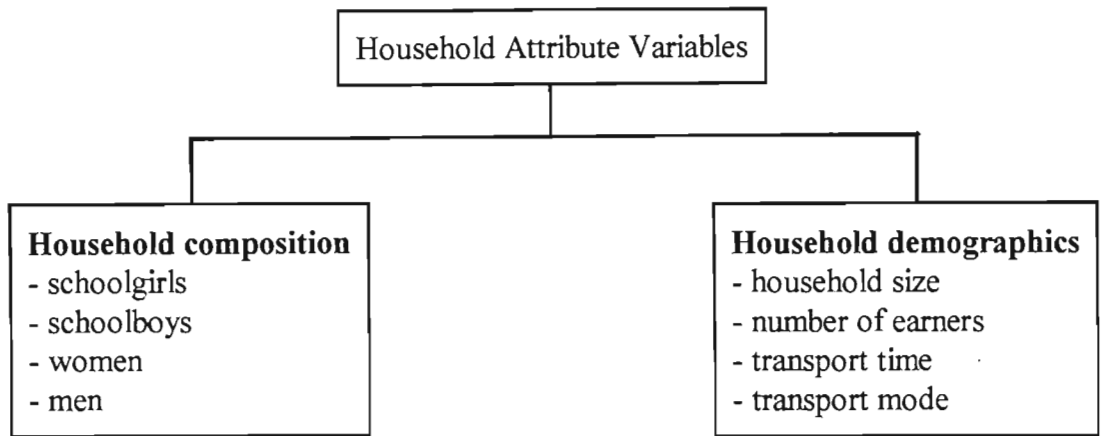 Household Attribute Variables
Household composition
- schoolgirls
- schoolboys
- women
- men
Household demographics
- household size
- number of earners
- transport time
- transport mode